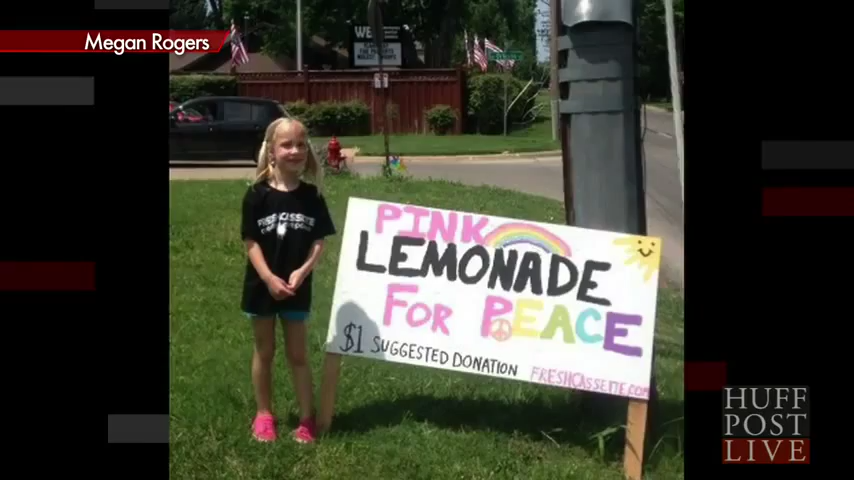 Megan Rogers
PINK
LEMONADE
FOR PEACE
$1 SUGGESTED DONATION
FRESHCASSETTE.COM
HUFF
POST
LIVE